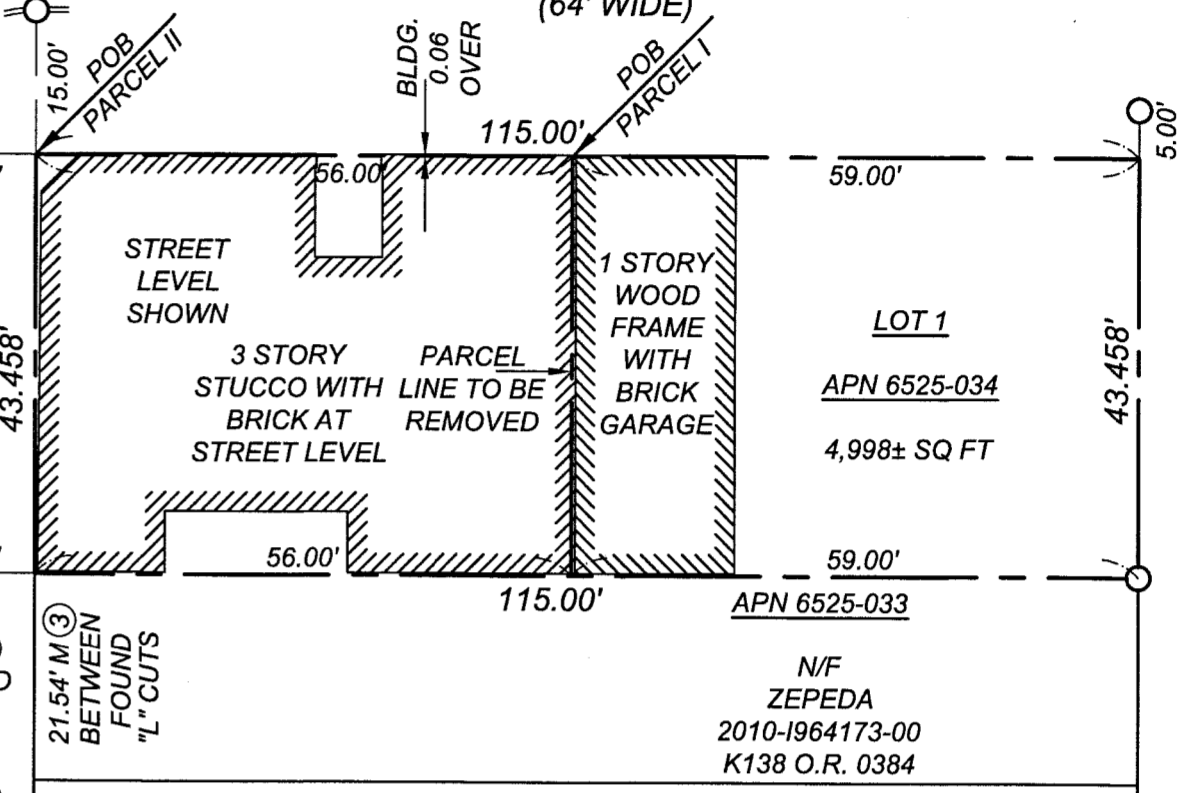 (64' WIDE)
15.00'
POB
PARCEL II
BLDG.
0.06
OVER
POB
PARCEL I
115.00'
5.00'
56.00'
59.00'
STREET
LEVEL
SHOWN
1 STORY
WOOD
FRAME
WITH
BRICK
GARAGE
LOT 1
APN 6525-034
4,998± SQ FT
43.458'
43.458'
3 STORY
STUCCO WITH
BRICK AT
STREET LEVEL
PARCEL
LINE TO BE
REMOVED
56.00'
59.00'
115.00'
APN 6525-033
21.54' M 3
BETWEEN
FOUND
"L" CUTS
N/F
ZEPEDA
2010-I964173-00
K138 O.R. 0384